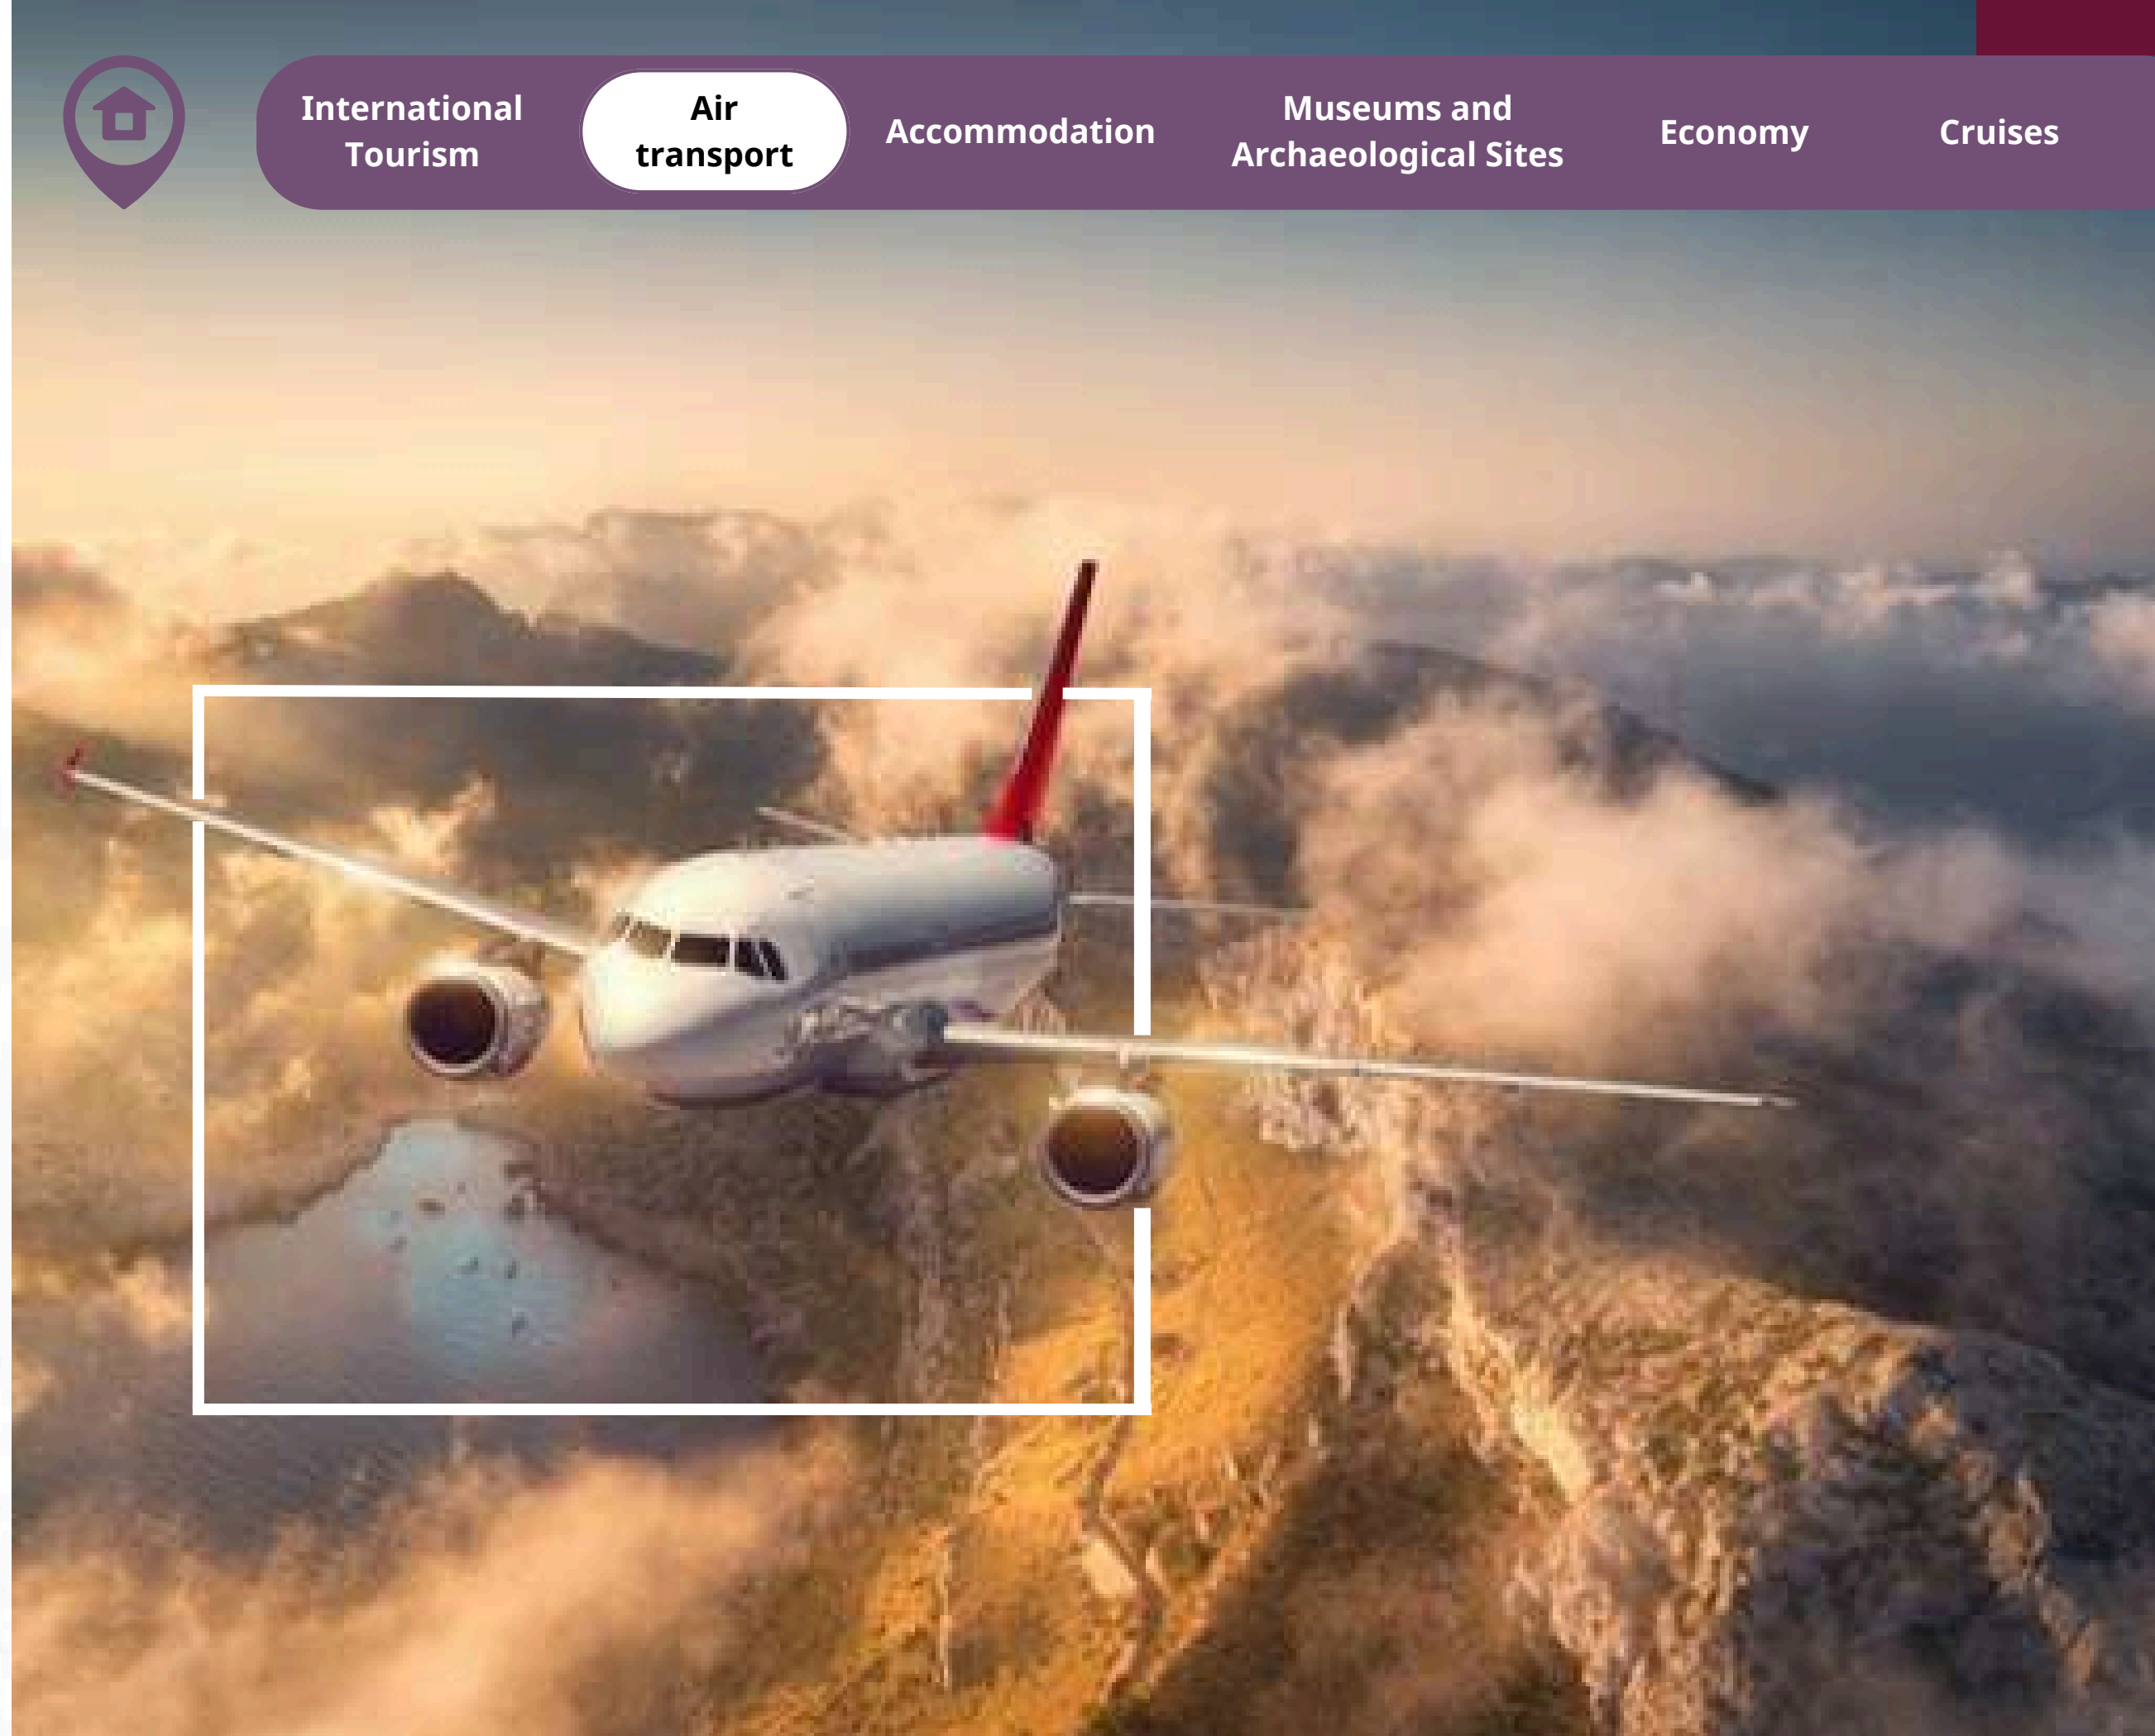 International
Tourism
Air
transport
Accommodation
Museums and
Archaeological Sites
Economy
Cruises